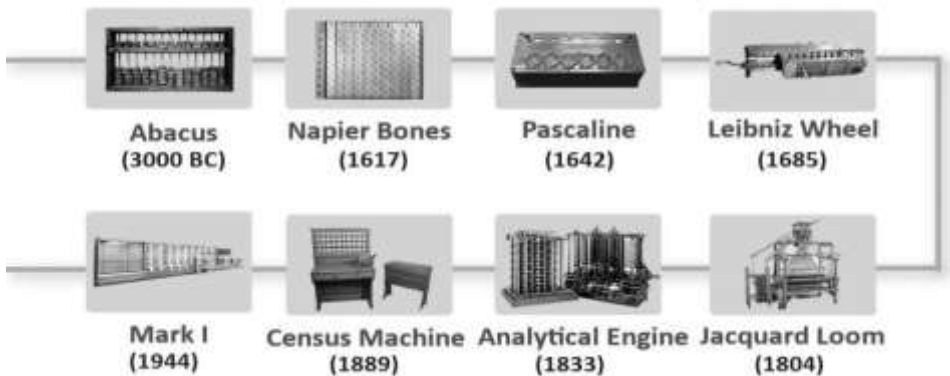 Abacus
(3000 BC)
Napier Bones
(1617)
Pascaline
(1642)
Leibniz Wheel
(1685)
Mark I
(1944)
Census Machine
(1889)
Analytical Engine
(1833)
Jacquard Loom
(1804)